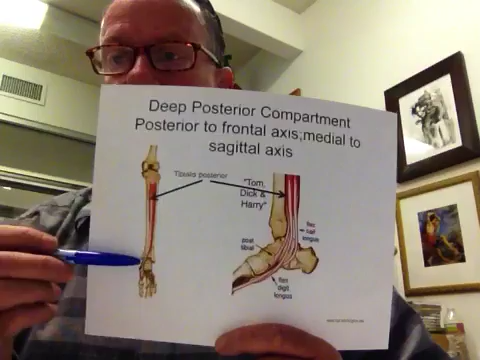 Deep Posterior Compartment
Posterior to frontal axis;medial to
sagittal axis
Tibialis posterior
"Tom,
Dick &
Harry"
post
tibial
flex
hall
longus
flex
digit
longus